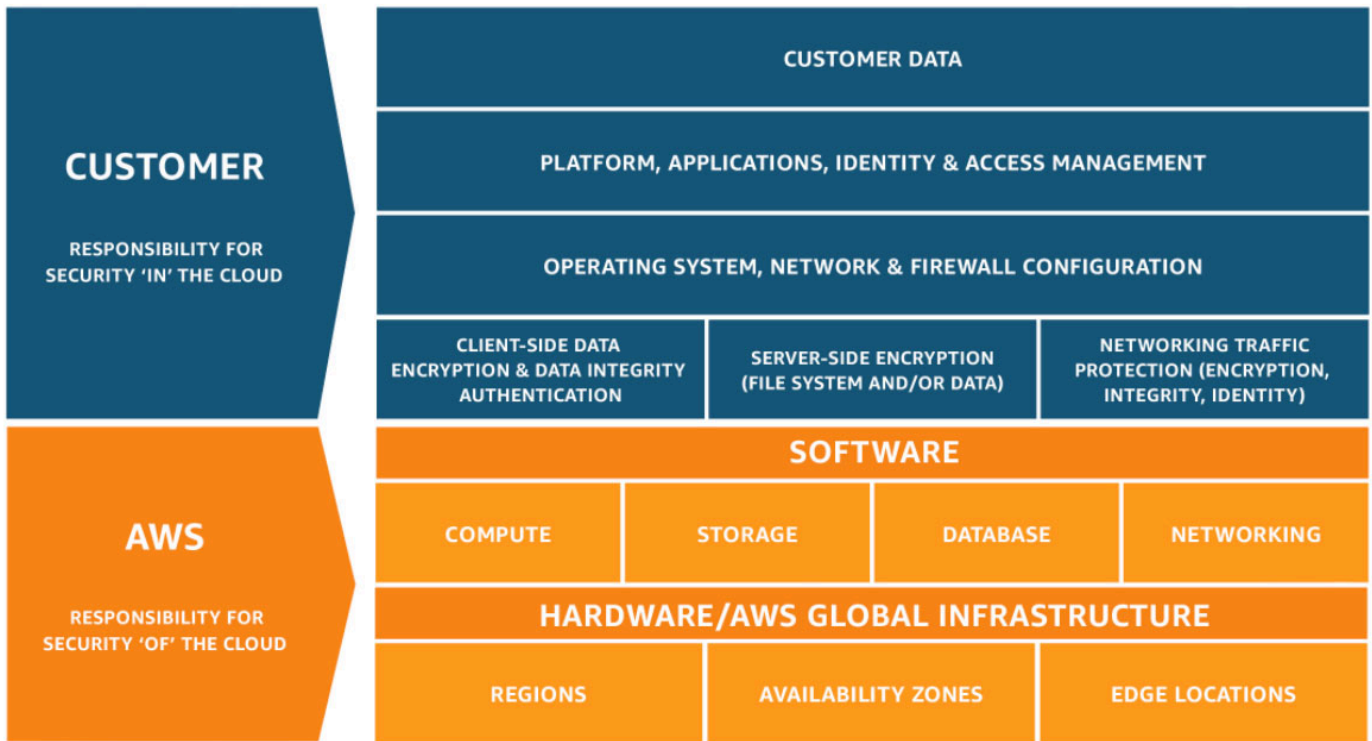 CUSTOMER
RESPONSIBILITY FOR
SECURITY ‘IN’ THE CLOUD
CUSTOMER DATA
PLATFORM, APPLICATIONS, IDENTITY & ACCESS MANAGEMENT
OPERATING SYSTEM, NETWORK & FIREWALL CONFIGURATION
CLIENT-SIDE DATA
ENCRYPTION & DATA INTEGRITY
AUTHENTICATION
SERVER-SIDE ENCRYPTION
(FILE SYSTEM AND/OR DATA)
NETWORKING TRAFFIC
PROTECTION (ENCRYPTION,
INTEGRITY, IDENTITY)
AWS
RESPONSIBILITY FOR
SECURITY ‘OF’ THE CLOUD
SOFTWARE
COMPUTE
STORAGE
DATABASE
NETWORKING
HARDWARE/AWS GLOBAL INFRASTRUCTURE
REGIONS
AVAILABILITY ZONES
EDGE LOCATIONS